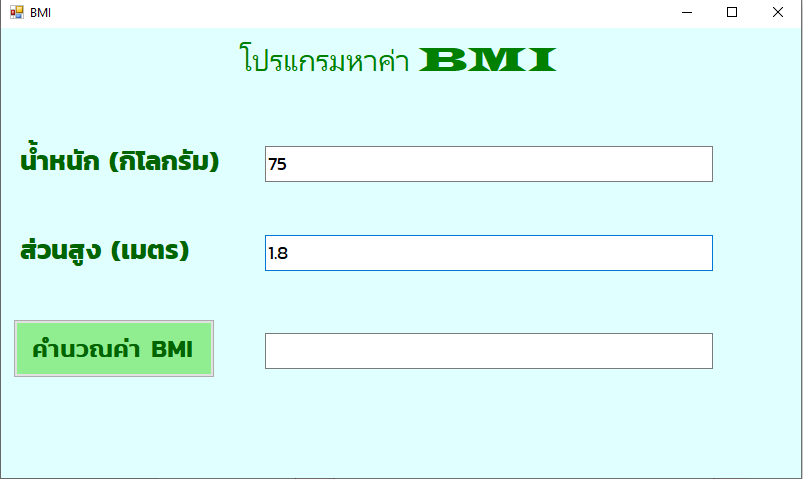 BMI
โปรแกรมหาค่า BMI
น้ำหนัก (กิโลกรัม) 75
ส่วนสูง (เมตร) 1.8
คำนวณค่า BMI